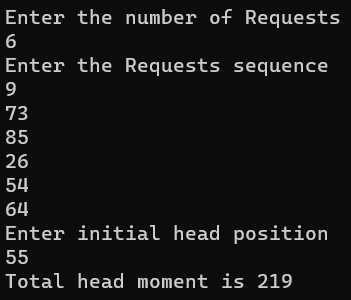 Enter the number of Requests
6
Enter the Requests sequence
9
73
85
26
54
64
Enter initial head position
55
Total head moment is 219